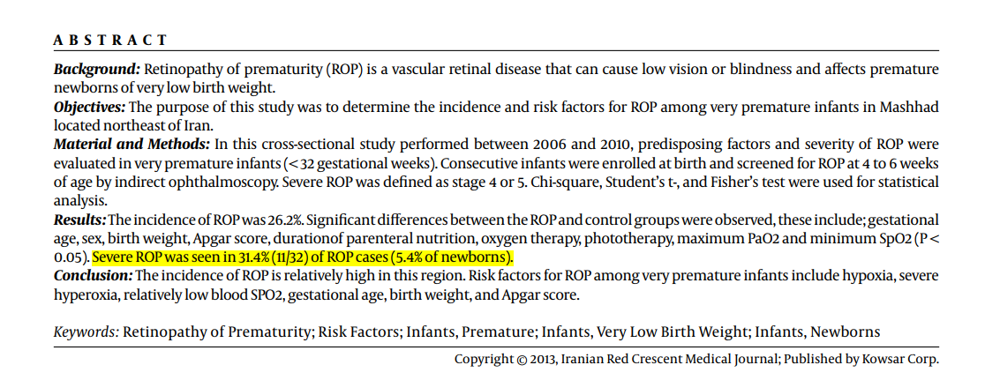 ABSTRACT
Background: Retinopathy of prematurity (ROP) is a vascular retinal disease that can cause low vision or blindness and affects premature
newborns of very low birth weight.
Objectives: The purpose of this study was to determine the incidence and risk factors for ROP among very premature infants in Mashhad
located northeast of Iran.
Material and Methods: In this cross-sectional study performed between 2006 and 2010, predisposing factors and severity of ROP were
evaluated in very premature infants (<32 gestational weeks). Consecutive infants were enrolled at birth and screened for ROP at 4 to 6 weeks
of age by indirect ophthalmoscopy. Severe ROP was defined as stage 4 or 5. Chi-square, Student's t-, and Fisher's test were used for statistical
analysis.
Results: The incidence of ROP was 26.2%. Significant differences between the ROP and control groups were observed, these include; gestational
age, sex, birth weight, Apgar score, durationof parenteral nutrition, oxygen therapy, phototherapy, maximum PaO2 and minimum SpO2 (P <
0.05). Severe ROP was seen in 31.4% (11/32) of ROP cases (5.4% of newborns).
Conclusion: The incidence of ROP is relatively high in this region. Risk factors for ROP among very premature infants include hypoxia, severe
hyperoxia, relatively low blood SPO2, gestational age, birth weight, and Apgar score.
Keywords: Retinopathy of Prematurity; Risk Factors; Infants, Premature; Infants, Very Low Birth Weight; Infants, Newborns
Copyright © 2013, Iranian Red Crescent Medical Journal; Published by Kowsar Corp.